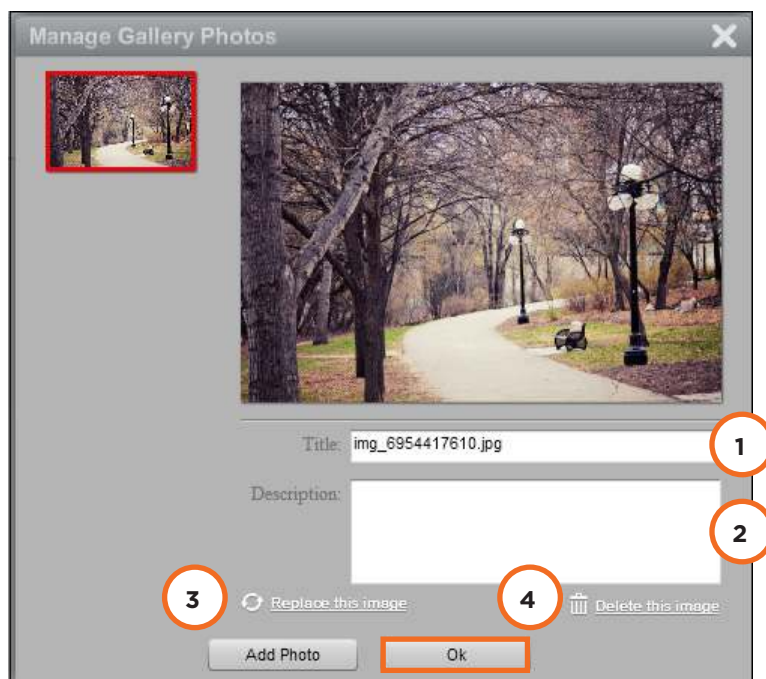 Manage Gallery Photos
Title: img_6954417610.jpg
1
Description:
2
3 Replace this image 4 Delete this image
Add Photo Ok